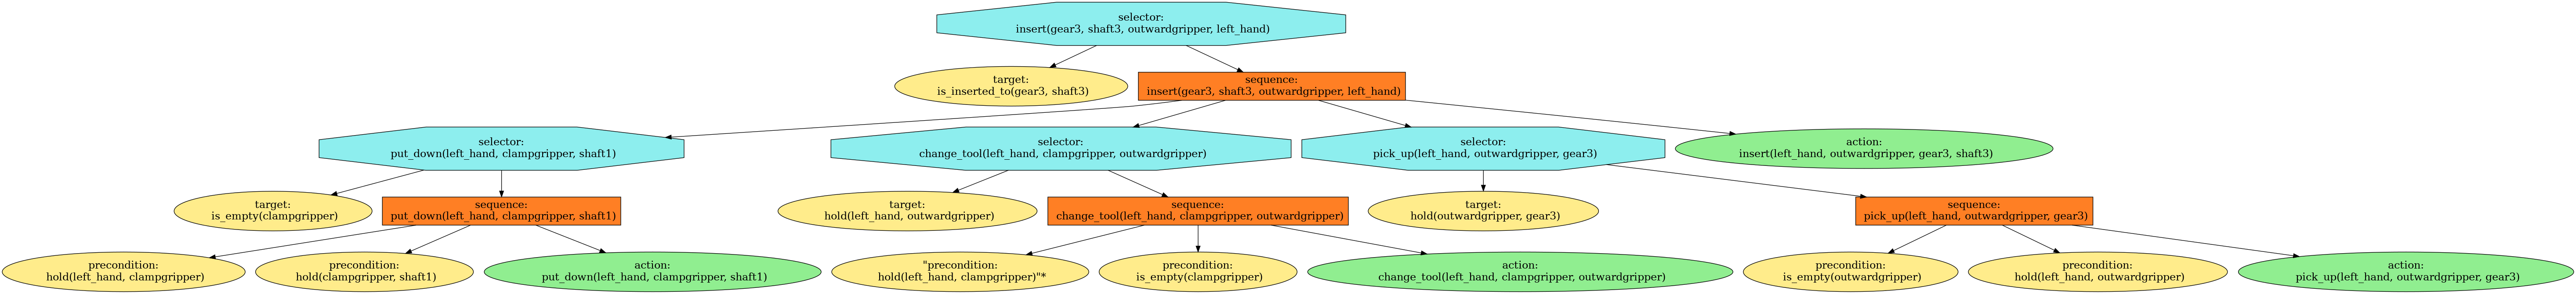 selector:
insert(gear3, shaft3, outwardgripper, left_hand)
target:
is_inserted_to(gear3, shaft3)
sequence:
insert(gear3, shaft3, outwardgripper, left_hand)
selector:
put_down(left_hand, clampgripper, shaft1)
selector:
change_tool(left_hand, clampgripper, outwardgripper)
selector:
pick_up(left_hand, outwardgripper, gear3)
action:
insert(left_hand, outwardgripper, gear3, shaft3)
target:
is_empty(clampgripper)
sequence:
put_down(left_hand, clampgripper, shaft1)
target:
hold(left_hand, outwardgripper)
sequence:
change_tool(left_hand, clampgripper, outwardgripper)
target:
hold(outwardgripper, gear3)
sequence:
pick_up(left_hand, outwardgripper, gear3)
precondition:
hold(left_hand, clampgripper)
precondition:
hold(clampgripper, shaft1)
action:
put_down(left_hand, clampgripper, shaft1)
"precondition:
hold(left_hand, clampgripper)"*
precondition:
is_empty(clampgripper)
action:
change_tool(left_hand, clampgripper, outwardgripper)
precondition:
is_empty(outwardgripper)
precondition:
hold(left_hand, outwardgripper)
action:
pick_up(left_hand, outwardgripper, gear3)